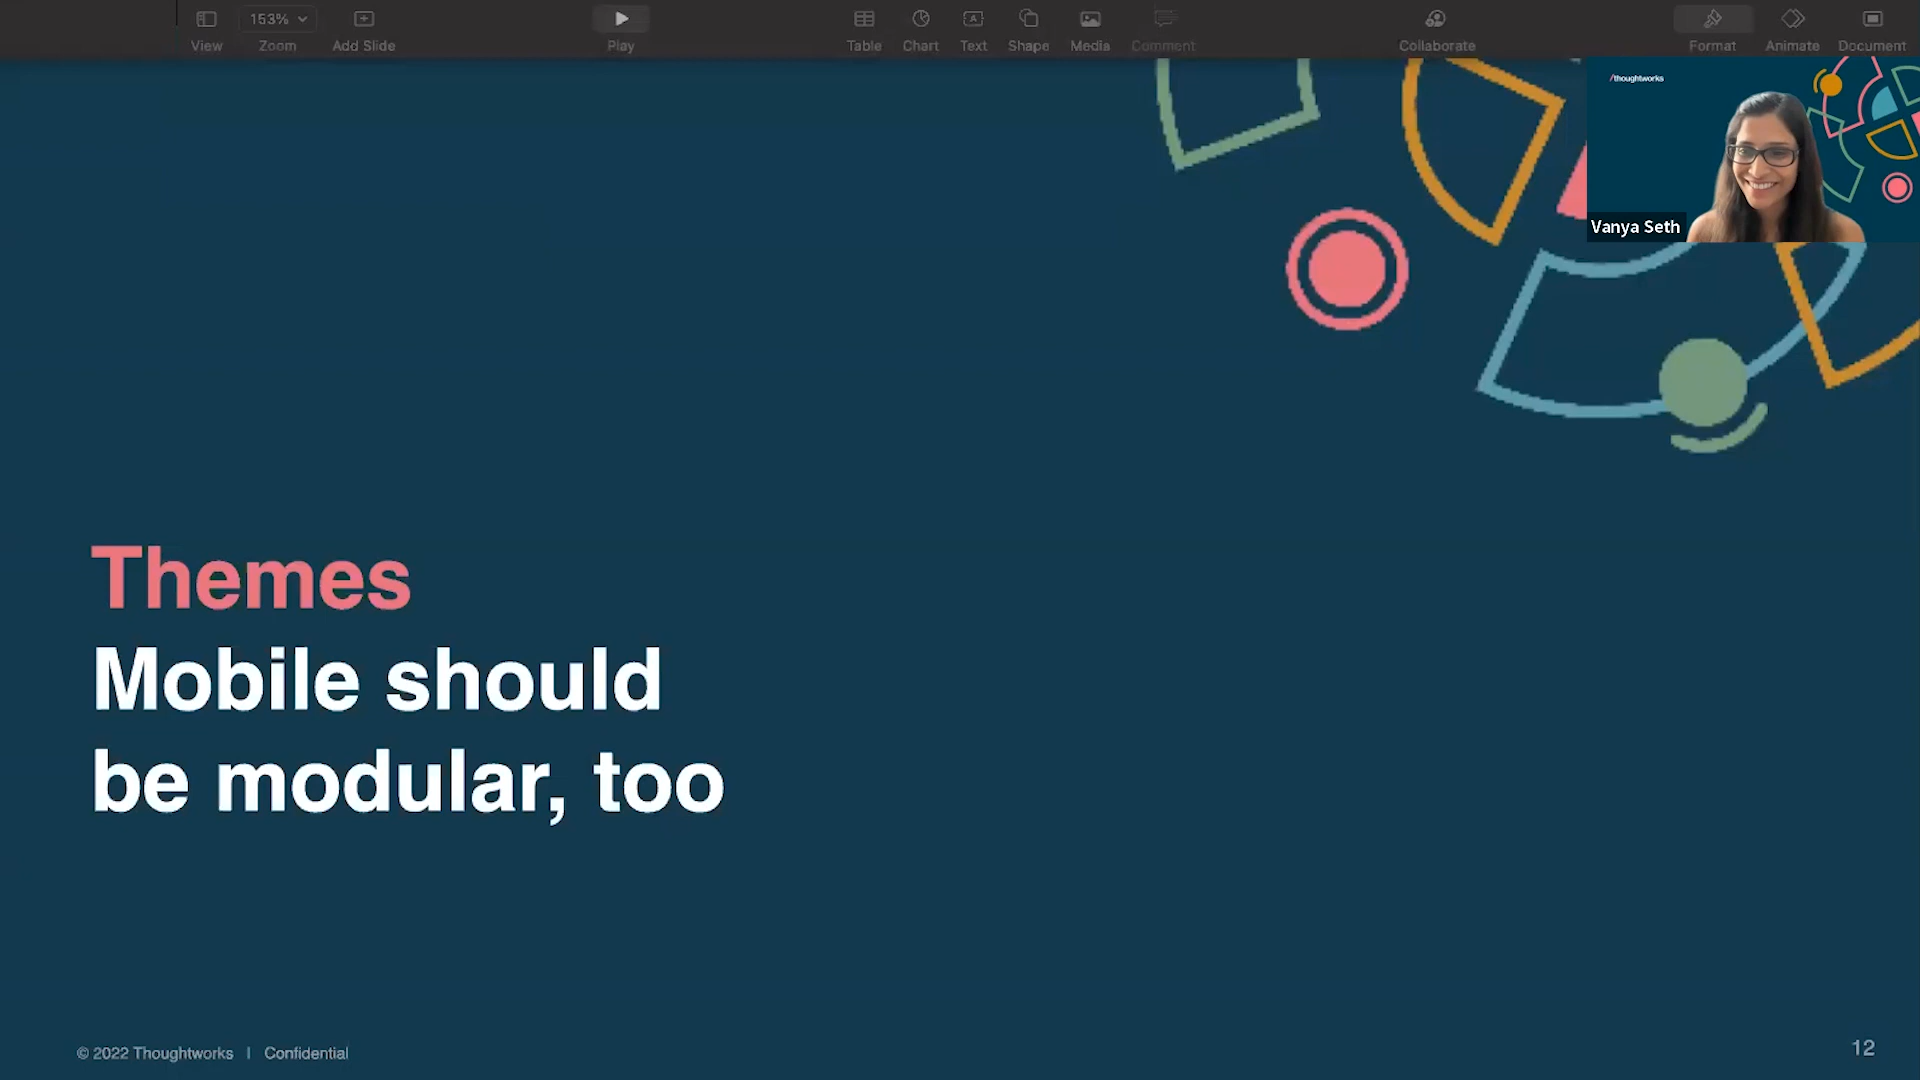 153%
View
Zoom
Add Slide
Play
Table
Chart
Text
Shape
Media
Comment
Collaborate
Format
Animate
Document
/thoughtworks
Vanya Seth
Themes
Mobile should
be modular, too
© 2022 Thoughtworks | Confidential
12